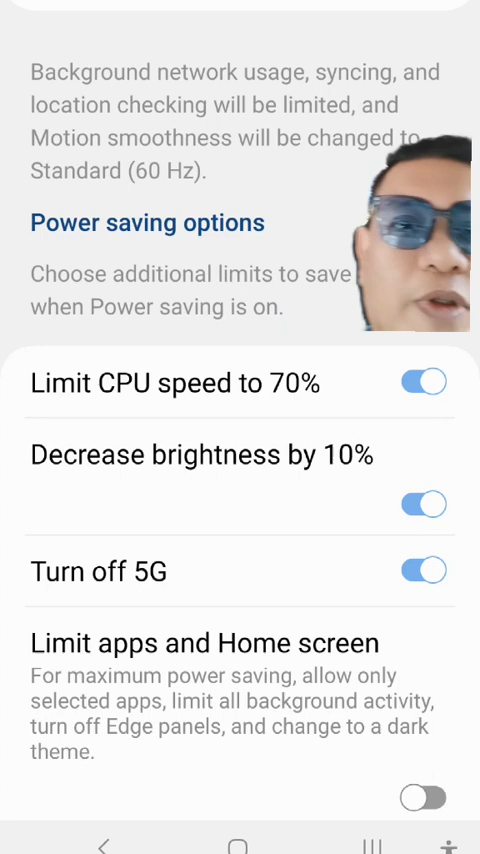 Background network usage, syncing, and
location checking will be limited, and
Motion smoothness will be changed to
Standard (60 Hz).
Power saving options
Choose additional limits to save
when Power saving is on.
Limit CPU speed to 70%
Decrease brightness by 10%
Turn off 5G
Limit apps and Home screen
For maximum power saving, allow only
selected apps, limit all background activity,
turn off Edge panels, and change to a dark
theme.